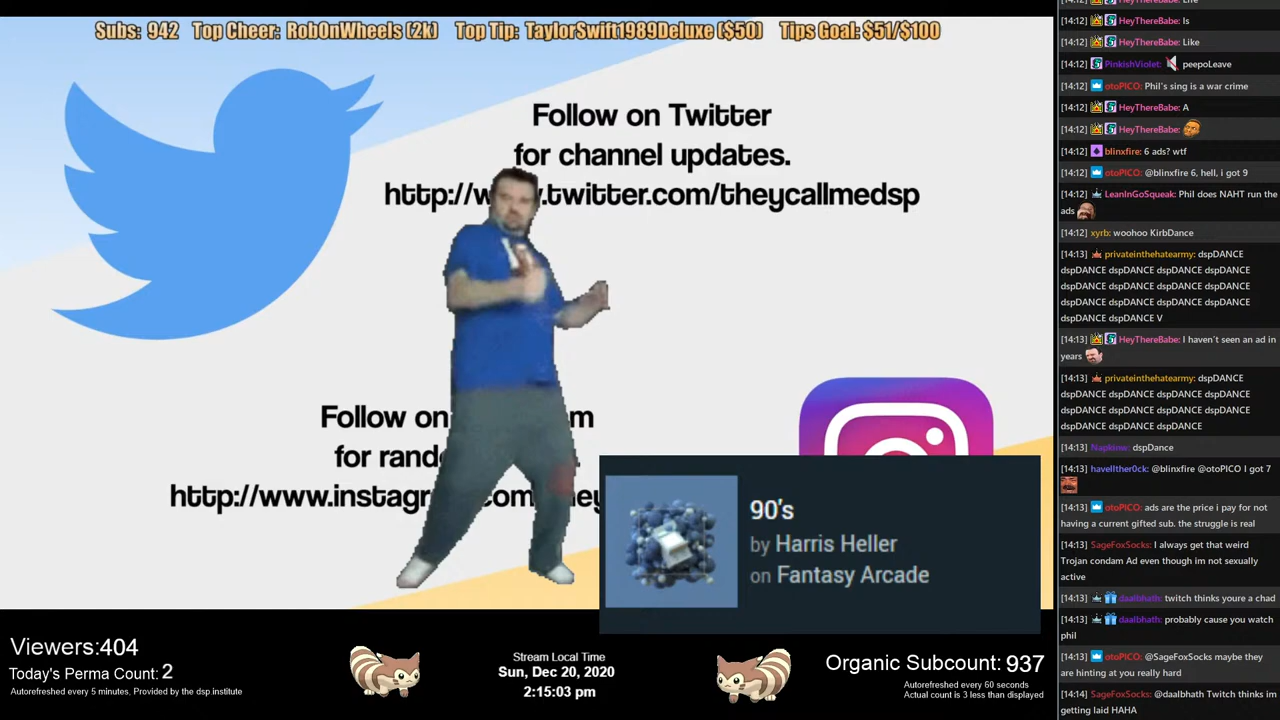 Subs: 942 Top Cheer: RobOnWheels (2k) Top Tip: TaylorSwift1989Deluxe ($50) Tips Goal: $51/$100
Follow on Twitter
for channel updates.
http://w .twitter.com/theycallmedsp
Follow on
for
http://www.instag com
90's
by Harris Heller
on Fantasy Arcade
Viewers:404
Today's Perma Count: 2
Autorefreshed every 5 minutes, Provided by the dsp institute
Stream Local Time
Sun, Dec 20, 2020
2:15:03 pm
Organic Subcount: 937
Autorefreshed every 60 seconds
Actual count is 3 less than displayed
[14:12] HeyThereBabe: Life
[14:12] HeyThereBabe: Is
[14:12] HeyThereBabe: Like
[14:12] PinkishViolet: peepoLeave
[14:12] otoPICO: Phil's sing is a war crime
[14:12] HeyThereBabe: A
[14:12] HeyThereBabe:
[14:12] blinxfire: 6 ads? wtf
[14:12] otoPICO: @blinxfire 6, hell, i got 9
[14:12] LeanInGoSqueak: Phil does NAHT run the
ads
[14:12] xyrb: woohoo KirbDance
[14:13] privateinthehatearmy: dspDANCE
dspDANCE dspDANCE dspDANCE dspDANCE
dspDANCE dspDANCE dspDANCE dspDANCE
dspDANCE dspDANCE dspDANCE dspDANCE
dspDANCE dspDANCE V
[14:13] HeyThereBabe: I haven't seen an ad in
years
[14:13] privateinthehatearmy: dspDANCE
dspDANCE dspDANCE dspDANCE dspDANCE
dspDANCE dspDANCE dspDANCE dspDANCE
dspDANCE dspDANCE dspDANCE
[14:13] Napkinw: dspDance
[14:13] havellther0ck: @blinxfire @otoPICO I got 7
[14:13] otoPICO: ads are the price i pay for not
having a current gifted sub. the struggle is real
[14:13] SageFoxSocks: I always get that weird
Trojan condam Ad even though im not sexually
active
[14:13] daalbhath: twitch thinks youre a chad
[14:13] daalbhath: probably cause you watch
phil
[14:13] otoPICO: @SageFoxSocks maybe they
are hinting at you really hard
[14:14] SageFoxSocks: @daalbhath Twitch thinks im
getting laid HAHA